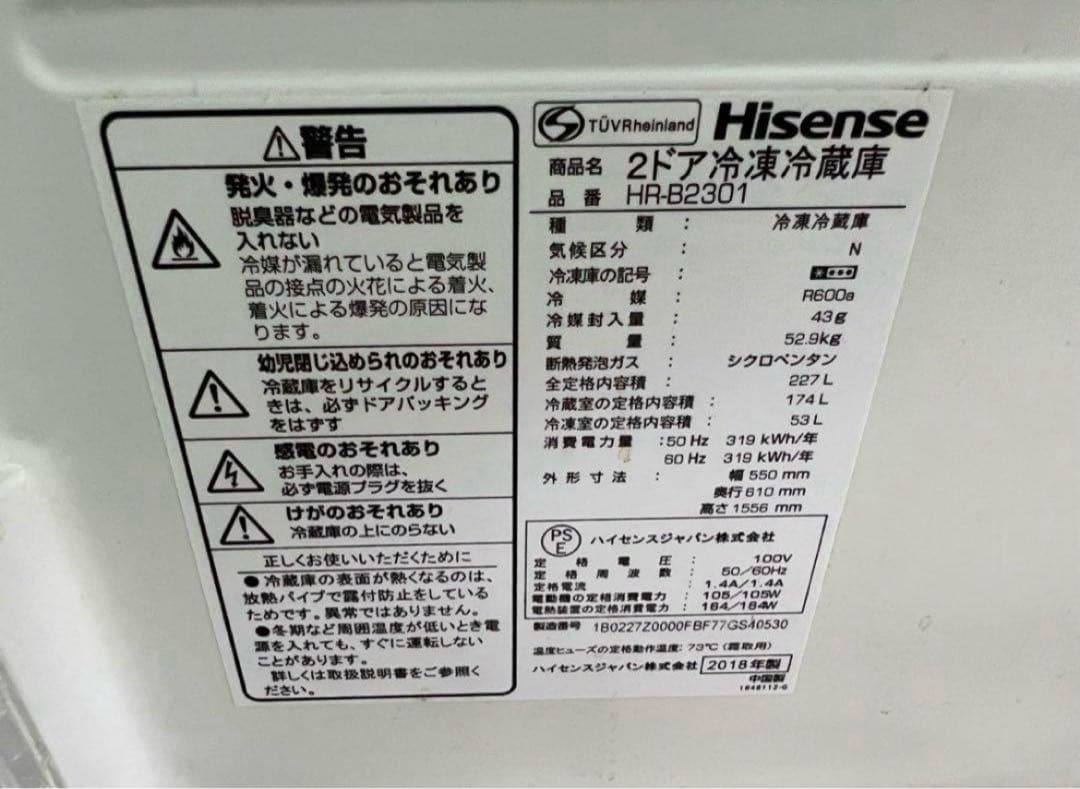 ⚠警告
発火・爆発のおそれあり
脱臭器などの電気製品を
入れない
冷媒が漏れていると電気製
品の接点の火花による着火、
着火による爆発の原因にな
ります。
幼児閉じ込められのおそれあり
冷蔵庫をリサイクルすると
きは、必ずドアパッキング
をはずす
感電のおそれあり
お手入れの際は、
必ず電源プラグを抜く
けがのおそれあり
冷蔵庫の上にのらない
正しくお使いいただくために
●冷蔵庫の表面が熱くなるのは、
放熱パイプで露付防止している
ためです。異常ではありません。
●冬期など周囲温度が低いとき電
源を入れても、すぐに運転しない
ことがあります。
詳しくは取扱説明書をご参照く
ださい。
TÜVRheinland Hisense
商品名 2ドア冷凍冷蔵庫
品番 HR-B2301
種類 : 冷凍冷蔵庫
気候区分 : N
冷凍庫の記号 :
冷媒 : R600a
冷媒封入量 : 43g
質量 : 52.9kg
断熱発泡ガス : シクロペンタン
全定格内容積 : 227L
冷蔵室の定格内容積 : 174L
冷凍室の定格内容積 : 53L
消費電力量 :50 Hz 319 kWh/年
60 Hz 319 kWh/年
外形寸法 : 幅 550 mm
奥行 610 mm
高さ 1556 mm
PS
E
ハイセンスジャパン株式会社
定格電圧 : 100V
定格周波数 : 50/60Hz
定格電流 : 1.4A/1.4A
電動機の定格消費電力 : 105/105W
電熱装置の定格消費電力 : 164/164W
製造番号 1B0227Z0000FBF77GS40530
温度ヒューズの定格動作温度: 73℃ (霜取用)
ハイセンスジャパン株式会社 2018年製
中国製
1848112-G